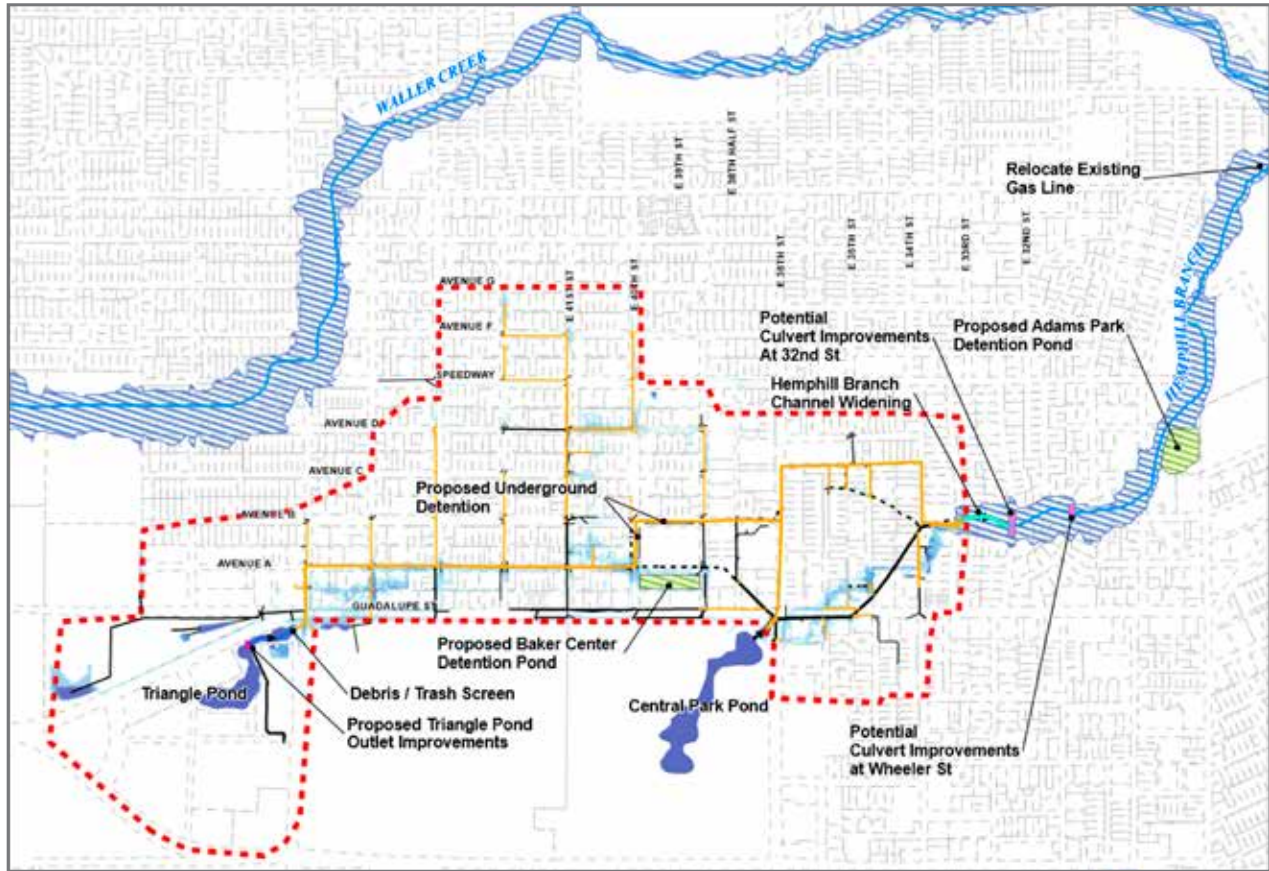 WALLER CREEK
E 39TH ST
E 38TH HALF ST
Relocate Existing
Gas Line
E 38TH ST
E 35TH ST
E 34TH ST
E 33RD ST
E 32ND ST
HEMPHILL BRANCH
AVENUE G
E 41ST ST
E 40TH ST
AVENUE F
SPEEDWAY
Potential
Culvert Improvements
At 32nd St
Proposed Adams Park
Detention Pond
Hemphill Branch
Channel Widening
AVENUE D
AVENUE C
Proposed Underground
Detention
AVENUE B
AVENUE A
GUADALUPE ST
Proposed Baker Center
Detention Pond
Triangle Pond
Debris / Trash Screen
Central Park Pond
Proposed Triangle Pond
Outlet Improvements
Potential
Culvert Improvements
at Wheeler St